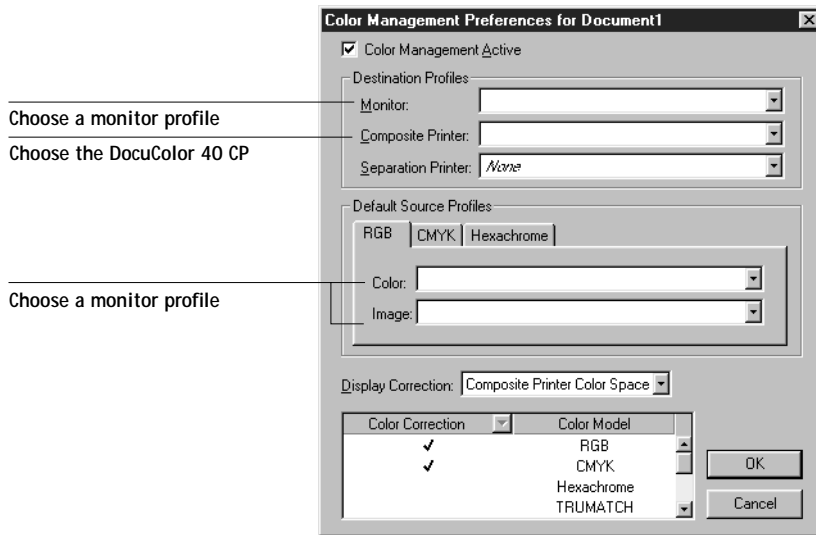 Color Management Preferences for Document1
Color Management Active
Destination Profiles
Monitor:
Choose a monitor profile
Composite Printer:
Choose the DocuColor 40 CP
Separation Printer: None
Default Source Profiles
RGB CMYK Hexachrome
Color:
Choose a monitor profile
Image:
Display Correction: Composite Printer Color Space
Color Correction Color Model
RGB
CMYK
Hexachrome
TRUMATCH
OK
Cancel